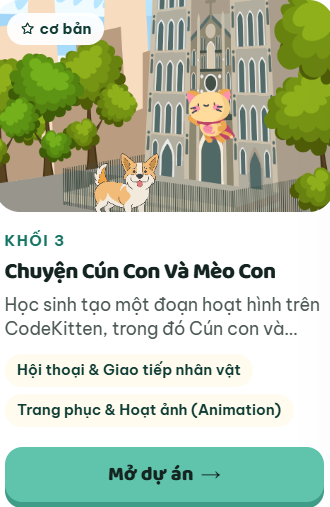 cơ bản
KHỐI 3
Chuyện Cún Con Và Mèo Con
Học sinh tạo một đoạn hoạt hình trên
CodeKitten, trong đó Cún con và...
Hội thoại & Giao tiếp nhân vật
Trang phục & Hoạt ảnh (Animation)
Mở dự án →